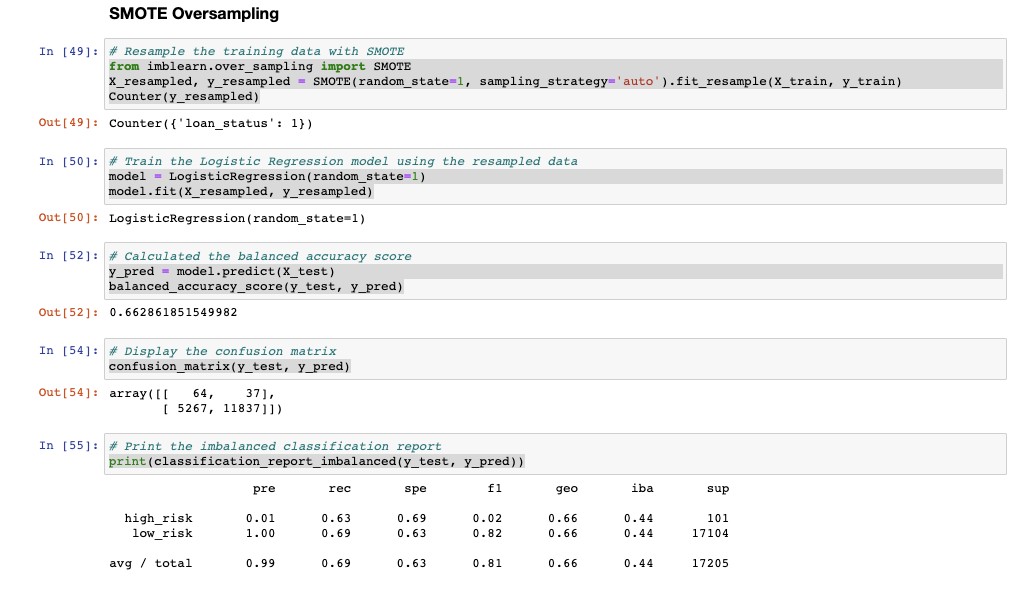 SMOTE Oversampling
In [49]: # Resample the training data with SMOTE
from imblearn.over_sampling import SMOTE
X_resampled, y_resampled = SMOTE(random_state=1, sampling_strategy='auto').fit_resample(X_train, y_train)
Counter(y_resampled)
Out[49]: Counter({'loan_status': 1})
In [50]: # Train the Logistic Regression model using the resampled data
model = LogisticRegression(random_state=1)
model.fit(X_resampled, y_resampled)
Out[50]: LogisticRegression(random_state=1)
In [52]: # Calculated the balanced accuracy score
y_pred = model.predict(X_test)
balanced_accuracy_score(y_test, y_pred)
Out[52]: 0.662861851549982
In [54]: # Display the confusion matrix
confusion_matrix(y_test, y_pred)
Out[54]: array([[   64,    37],
       [ 5267, 11837]])
In [55]: # Print the imbalanced classification report
print(classification_report_imbalanced(y_test, y_pred))
pre rec spe f1 geo iba sup
high_risk 0.01 0.63 0.69 0.02 0.66 0.44 101
low_risk 1.00 0.69 0.63 0.82 0.66 0.44 17104
avg / total 0.99 0.69 0.63 0.81 0.66 0.44 17205